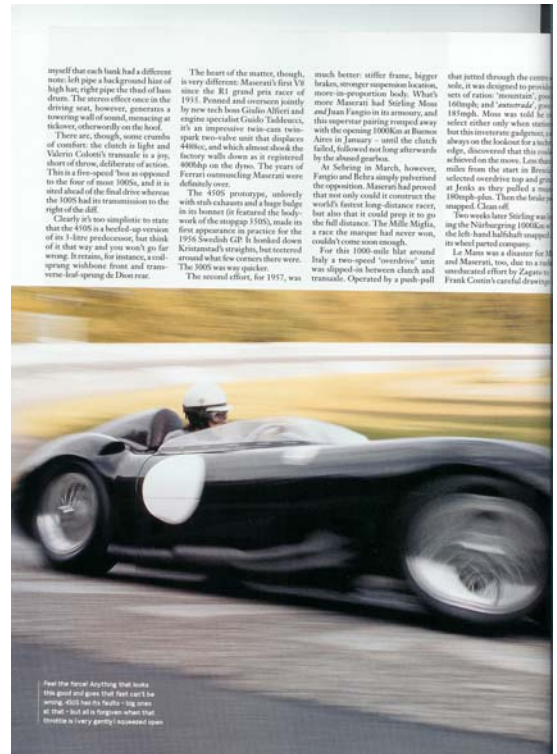 myself that each bank had a different
note: left pipe a background hint of
high hat; right pipe the thud of bass
drum. The stereo effect once in the
driving seat, however, generates a
towering wall of sound, menacing at
tickover, otherworldly on the hoof.
There are, though, some crumbs
of comfort: the clutch is light and
Valerio Colotti's transaxle is a joy,
short of throw, deliberate of action.
This is a five-speed 'box as opposed
to the four of most 300Ss, and it is
sited ahead of the final drive whereas
the 300S had its transmission to the
right of the diff.
Clearly it's too simplistic to state
that the 450S is a beefed-up version
of its 3-litre predecessor, but think
of it that way and you won't go far
wrong. It retains, for instance, a coil-
sprung wishbone front and trans-
verse-leaf-sprung de Dion rear.
The heart of the matter, though,
is very different: Maserati's first V8
since the R1 grand prix racer of
1935. Penned and overseen jointly
by new tech boss Giulio Alfieri and
engine specialist Guido Taddeucci,
it's an impressive twin-cam twin-
spark two-valve unit that displaces
4488cc, and which almost shook the
factory walls down as it registered
400bhp on the dyno. The years of
Ferrari outmuscling Maserati were
definitely over.
The 450S prototype, unlovely
with stub exhausts and a huge bulge
in its bonnet (it featured the body-
work of the stopgap 350S), made its
first appearance in practice for the
1956 Swedish GP. It honked down
Kristianstad's straights, but teetered
around what few corners there were.
The 300S was way quicker.
The second effort, for 1957, was
much better: stiffer frame, bigger
brakes, stronger suspension location,
more-in-proportion body. What's
more Maserati had Stirling Moss
and Juan Fangio in its armoury, and
this superstar pairing romped away
with the opening 1000Km at Buenos
Aires in January – until the clutch
failed, followed not long afterwards
by the abused gearbox.
At Sebring in March, however,
Fangio and Behra simply pulverised
the opposition. Maserati had proved
that not only could it construct the
world's fastest long-distance racer,
but also that it could prep it to go
the full distance. The Mille Miglia,
a race the marque had never won,
couldn't come soon enough.
For this 1000-mile blat around
Italy a two-speed 'overdrive' unit
was slipped-in between clutch and
transaxle. Operated by a push-pull
that jutted through the centre
sole, it was designed to provide
sets of ratios: 'mountain', good
160mph; and 'autostrada',
185mph. Moss was told to
select either only when station
but this inveterate gadgeteer,
always on the lookout for a tech
edge, discovered that this could
achieved on the move. Less than
miles from the start in Brescia
selected overdrive top and grin
at Jenks as they pulled a
180mph-plus. Then the brake
snapped. Clean off.
Two weeks later Stirling was
ing the Nürburgring 1000Km
the left-hand halfshaft snapped
its wheel parted company.
Le Mans was a disaster for
and Maserati, too, due to a
uneducated effort by Zagato to
Frank Costin's careful drawings
Feel the force! Anything that looks
this good and goes that fast can't be
wrong. 450S had its faults – big ones
at that – but all is forgiven when that
throttle is (very gently) squeezed open